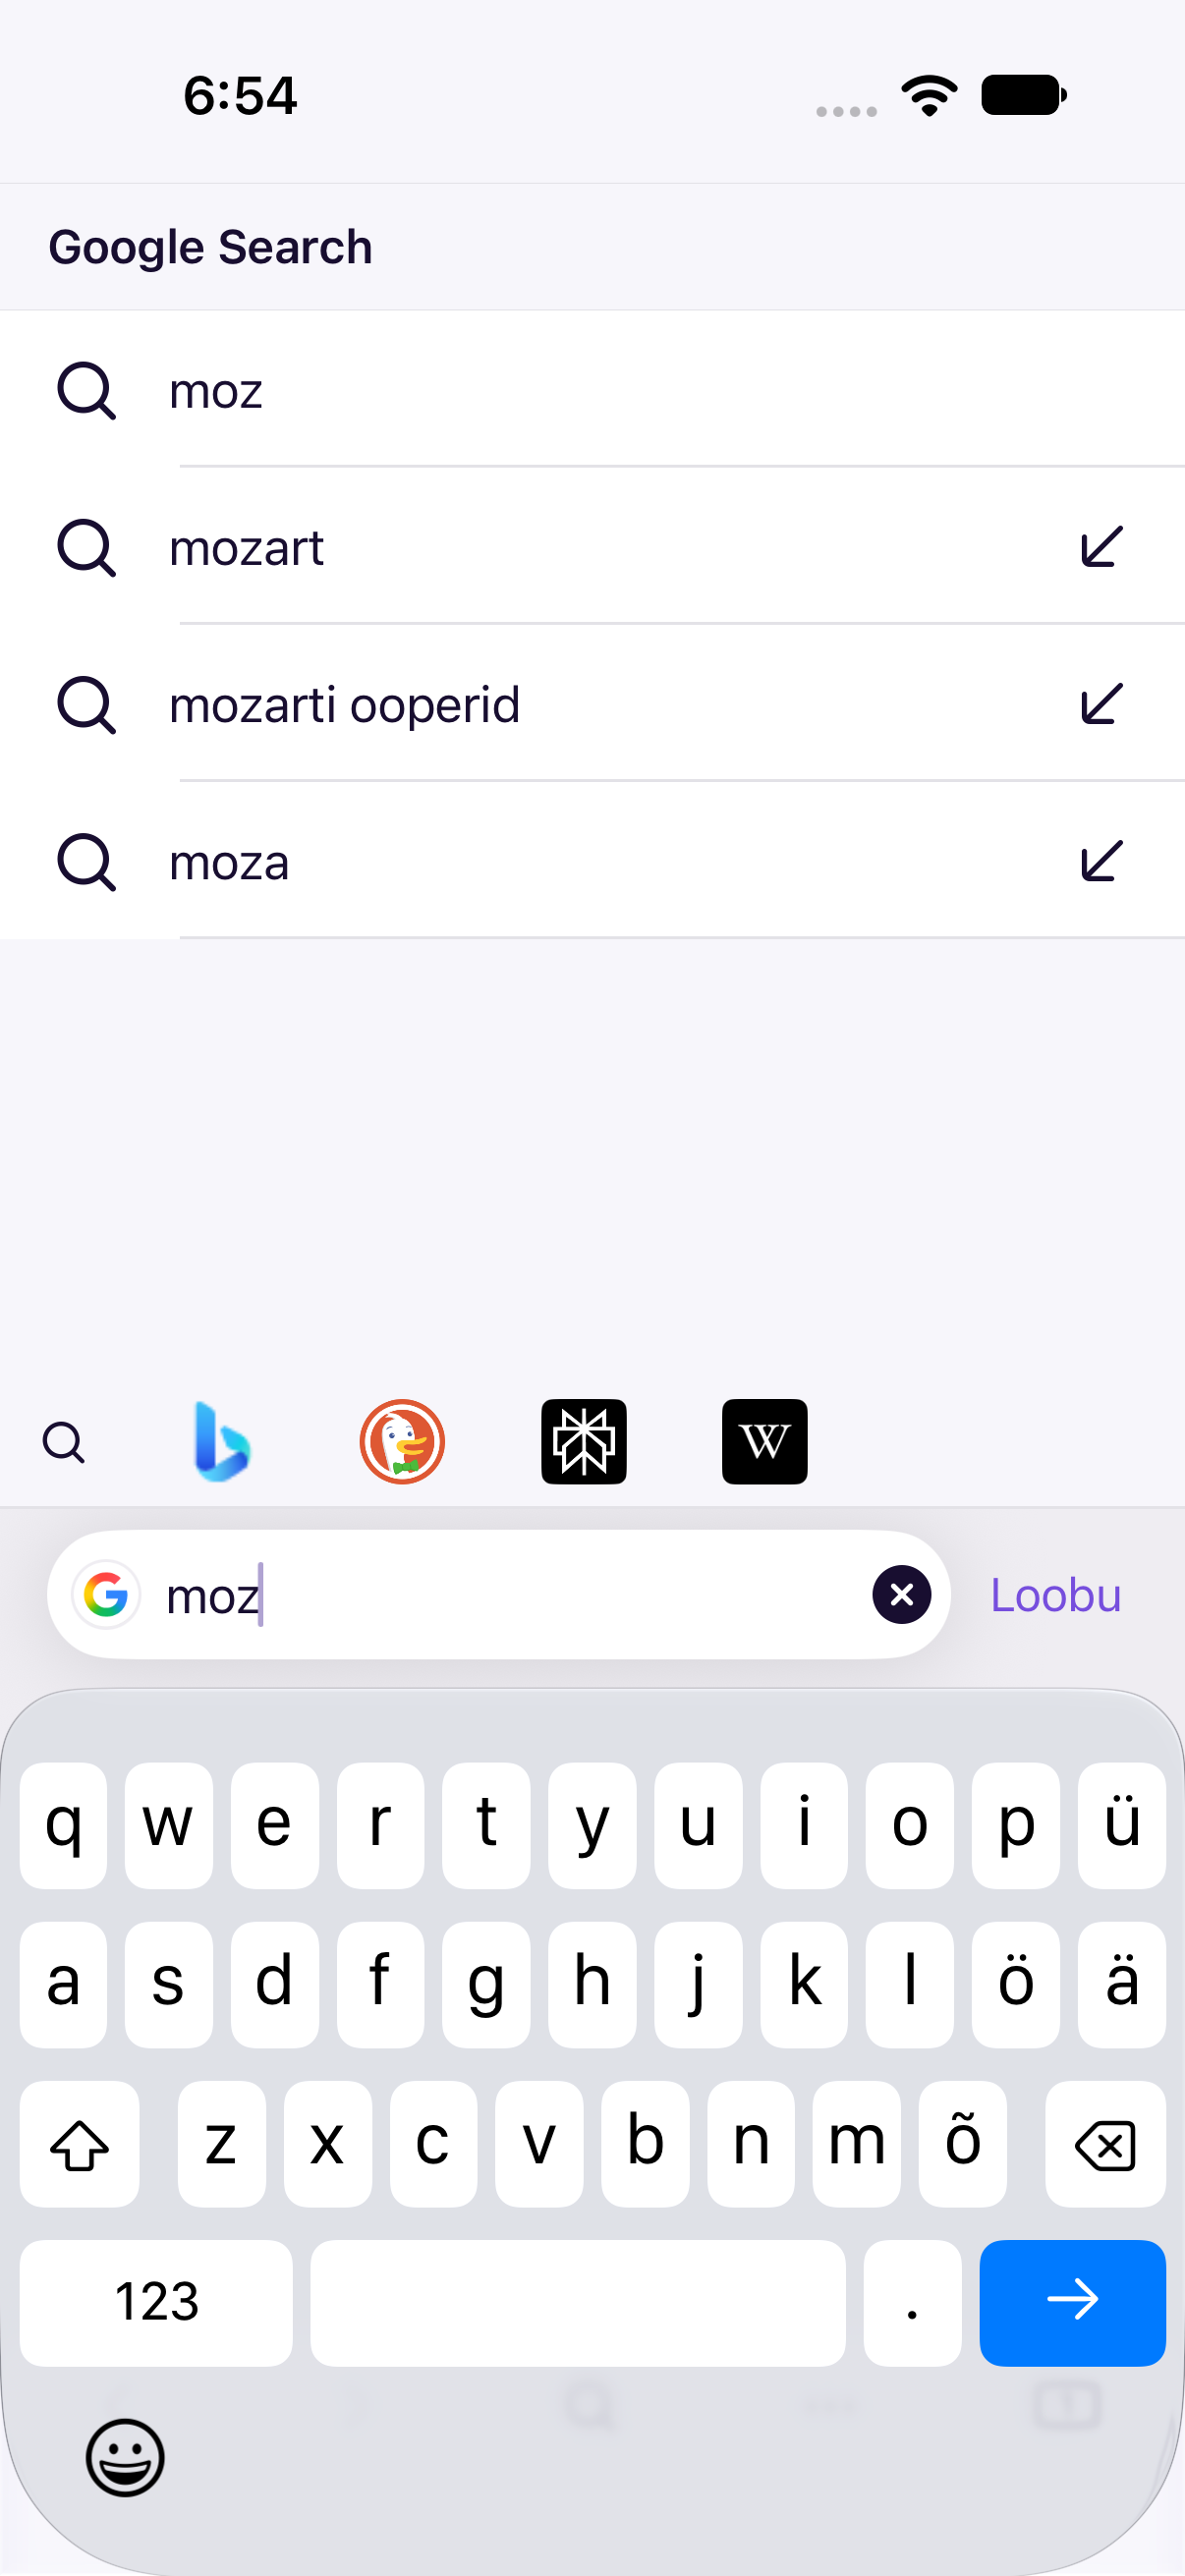 6:54
Google Search
moz
mozart
mozarti ooperid
moza
W
moz
Loobu
q w e r t y u i o p ü
a s d f g h j k l ö ä
z x c v b n m õ
123 .